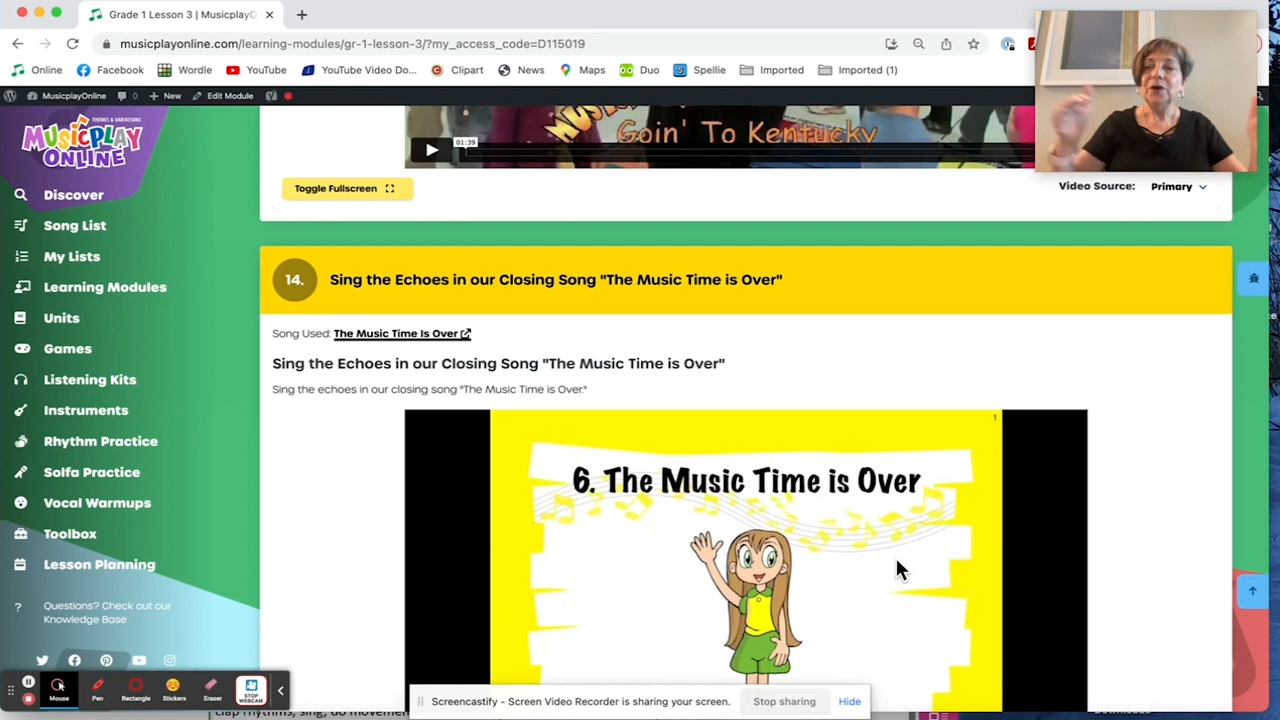 Grade 1 Lesson 3 | MusicplayO
musicplayonline.com/learning-modules/gr-1-lesson-3/?my_access_code=D115019
Online Facebook Wordle YouTube YouTube Video Do... Clipart News Maps Duo Spellie Imported Imported (1)
MusicplayOnline 0 New Edit Module
THEMES & VARIATIONS
MUSICPLAY
ONLINE
Discover
Song List
My Lists
Learning Modules
Units
Games
Listening Kits
Instruments
Rhythm Practice
Solfa Practice
Vocal Warmups
Toolbox
Lesson Planning
? Questions? Check out our
Knowledge Base
Goin' To Kentucky
01:39
Toggle Fullscreen
Video Source: Primary
14. Sing the Echoes in our Closing Song "The Music Time is Over"
Song Used: The Music Time Is Over
Sing the Echoes in our Closing Song "The Music Time is Over"
Sing the echoes in our closing song "The Music Time is Over."
1
6. The Music Time is Over
Mouse Pen Rectangle Stickers Eraser STOP WEBCAM
Screencastify - Screen Video Recorder is sharing your screen. Stop sharing Hide